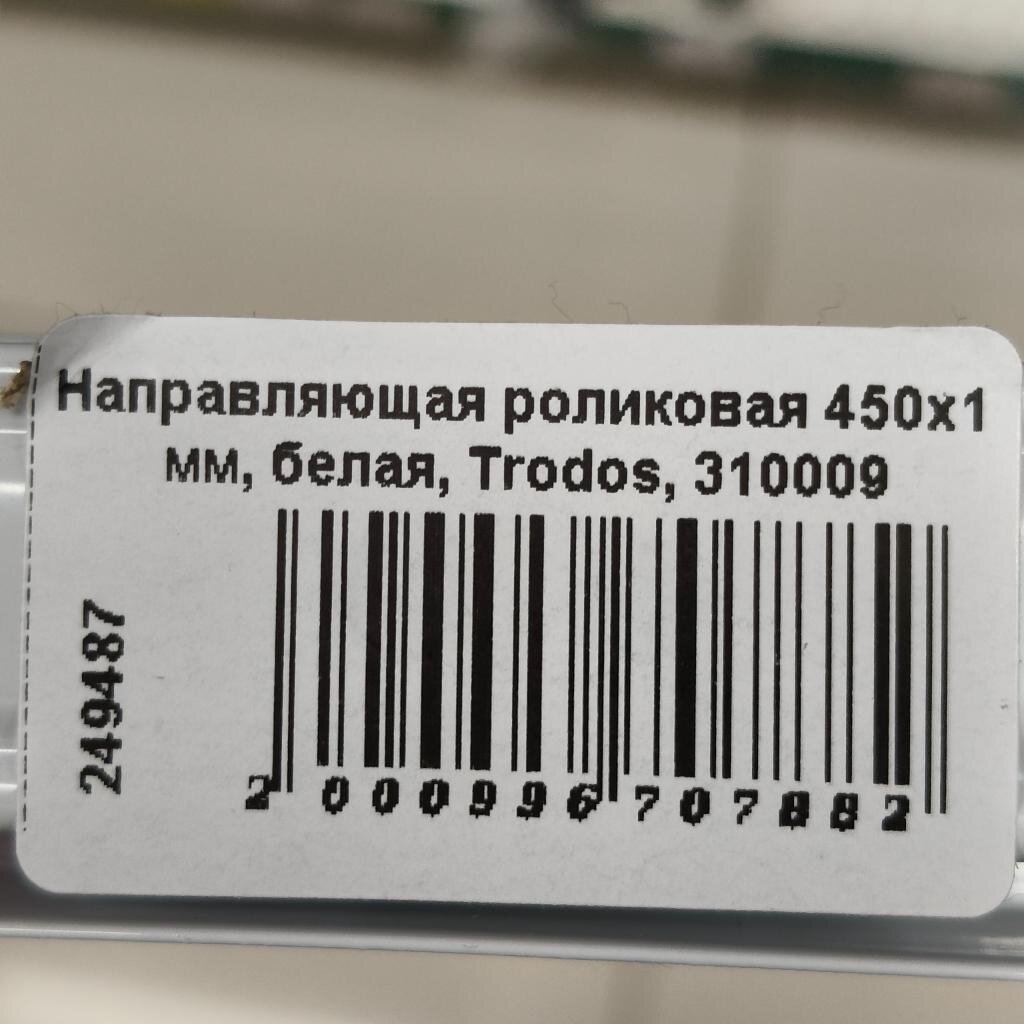 Направляющая роликовая 450х1
мм, белая, Trodos, 310009
249487
2 000996 707882